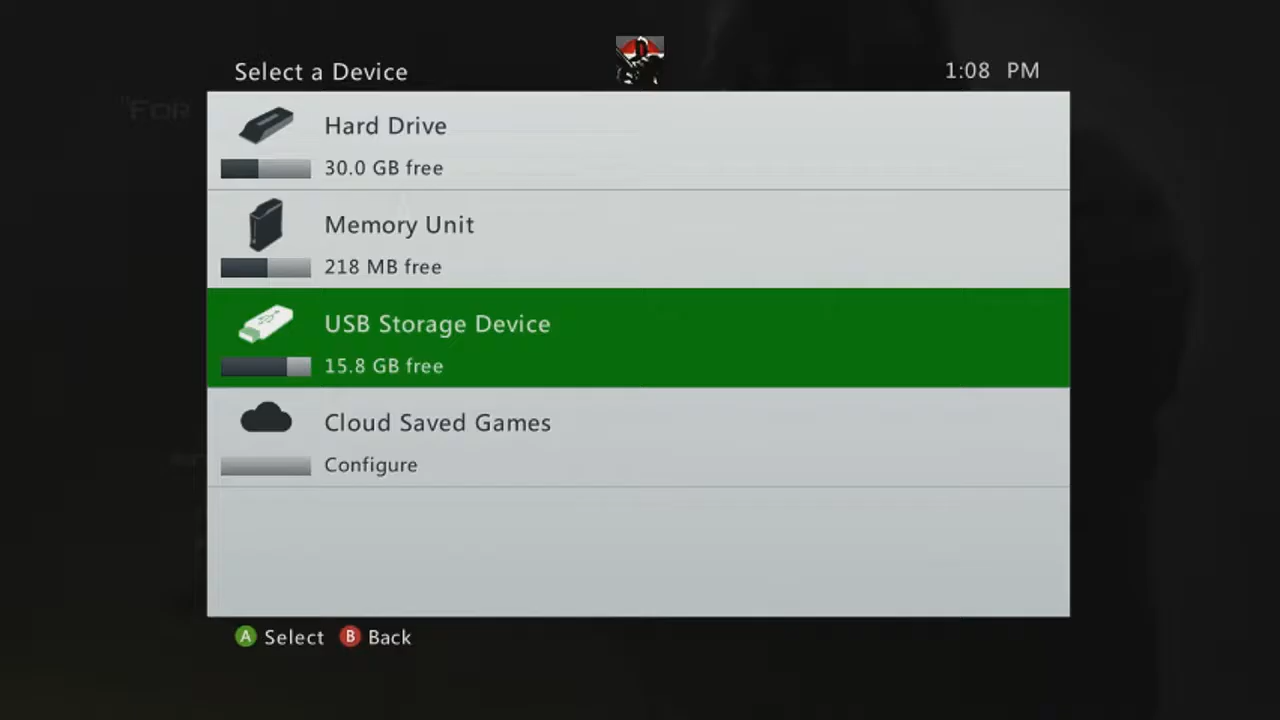 Select a Device
1:08 PM
"FOR
Hard Drive
30.0 GB free
Memory Unit
218 MB free
USB Storage Device
15.8 GB free
Cloud Saved Games
Configure
A Select B Back